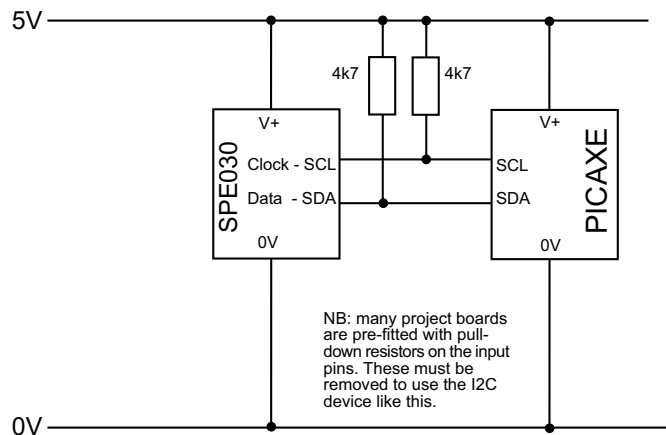 5V
4k7
4k7
V+
V+
Clock - SCL
SCL
Data - SDA
SDA
SPE030
PICAXE
0V
0V
NB: many project boards
are pre-fitted with pull-
down resistors on the input
pins. These must be
removed to use the I2C
device like this.
0V